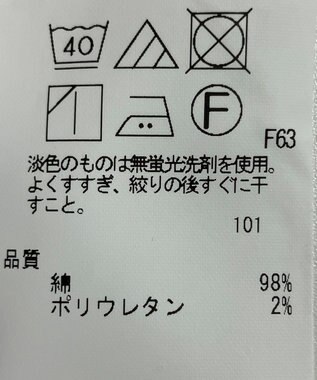 40
F
F63
淡色のものは無蛍光洗剤を使用。
よくすすぎ、絞りの後すぐに干
すこと。
101
品質
綿 98%
ポリウレタン 2%